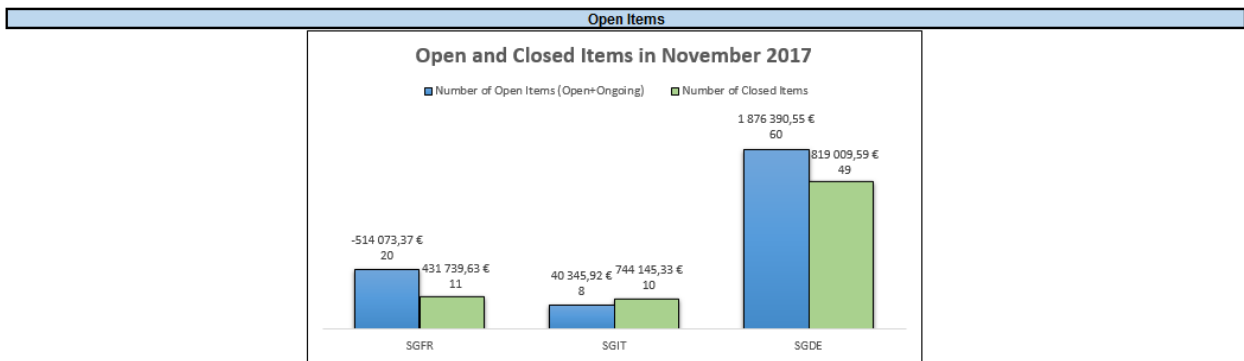 Open Items
Open and Closed Items in November 2017
Number of Open Items (Open+Ongoing) Number of Closed Items
-514 073,37 €
20
431 739,63 €
11
40 345,92 €
8
744 145,33 €
10
1 876 390,55 €
60
819 009,59 €
49
SGFR SGIT SGDE